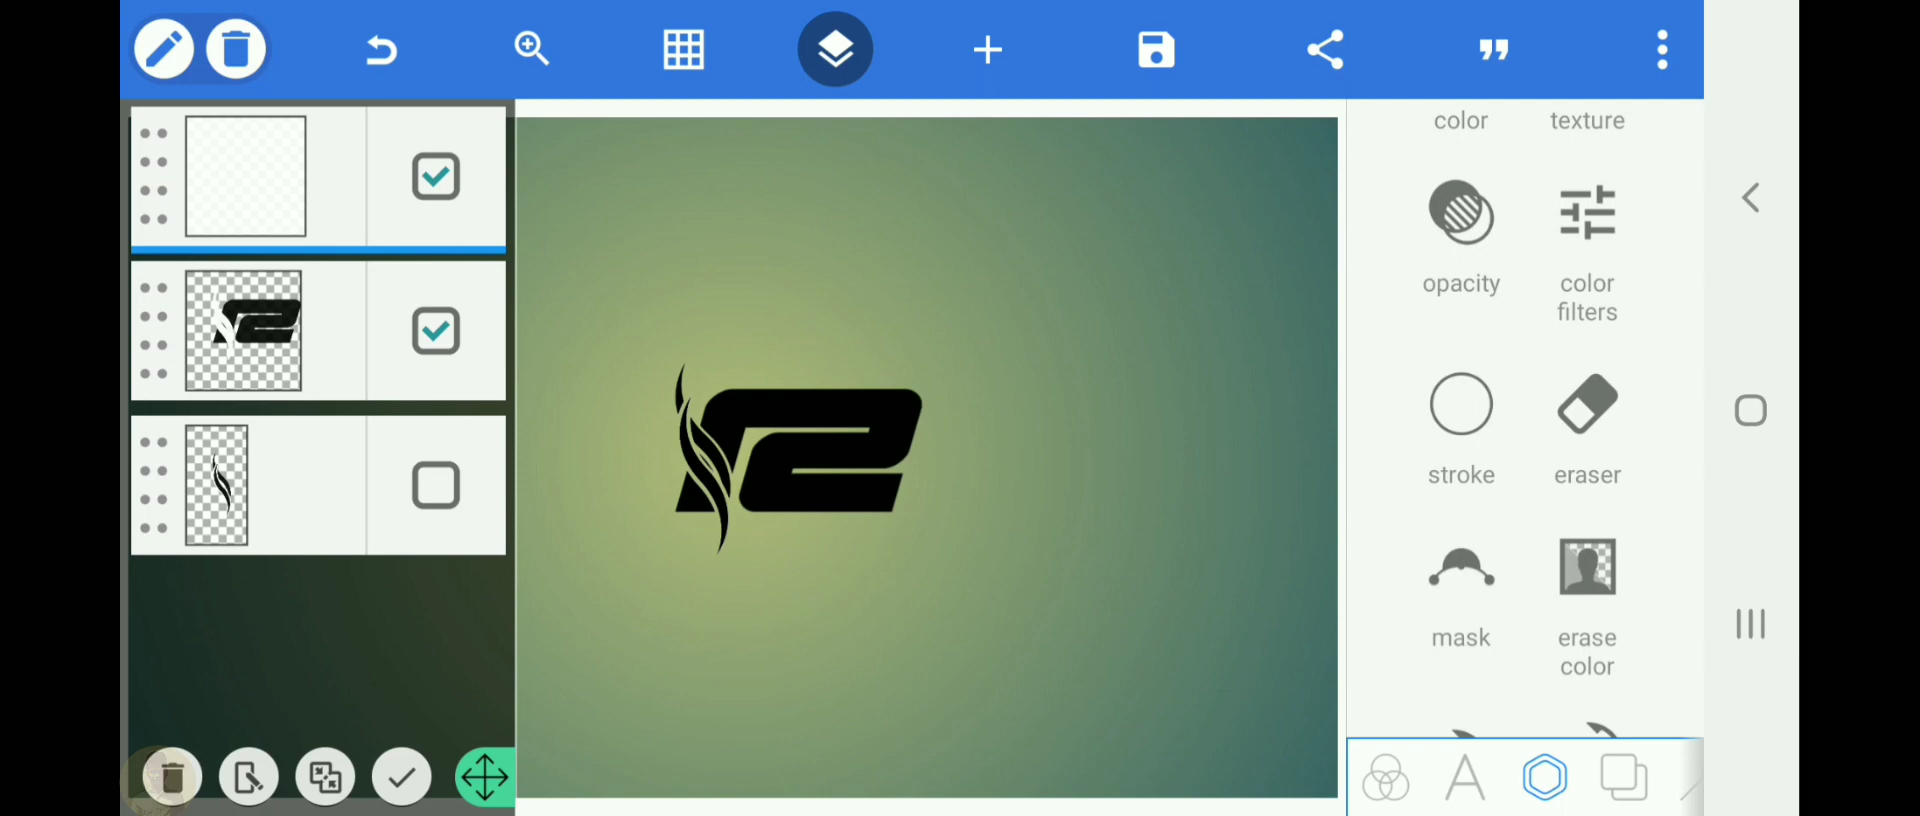 color
texture
opacity
color
filters
stroke
eraser
mask
erase
color